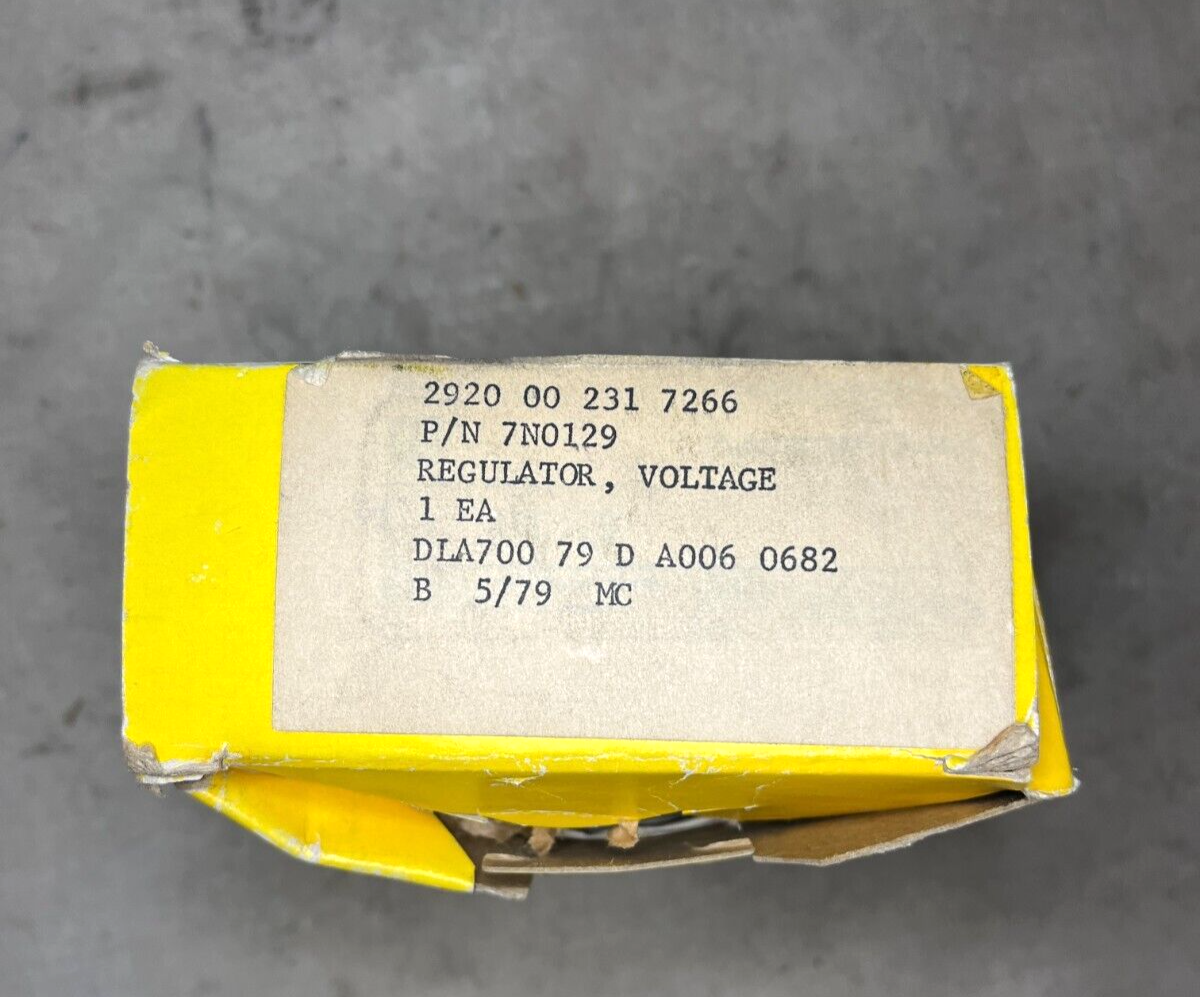 2920 00 231 7266
P/N 7N0129
REGULATOR, VOLTAGE
1 EA
DLA700 79 D A006 0682
B 5/79 MC